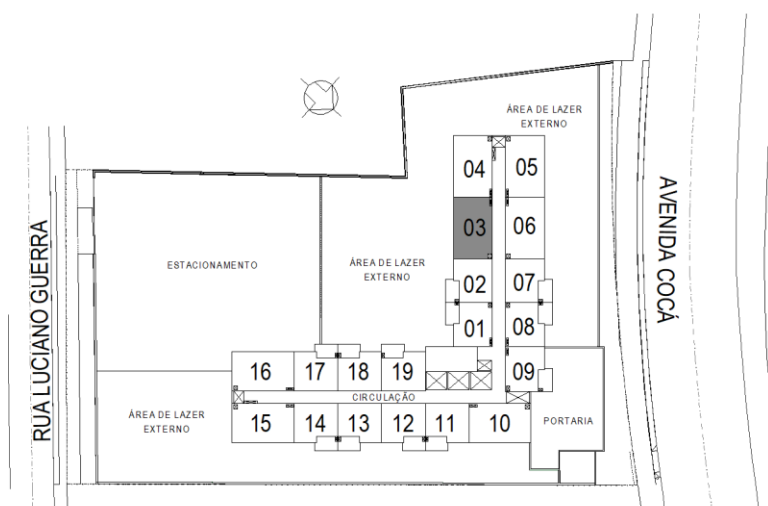 ÁREA DE LAZER
EXTERNO
04
05
03
06
02
07
01
08
09
ESTACIONAMENTO
ÁREA DE LAZER
EXTERNO
RUA LUCIANO GUERRA
AVENIDA COCÁ
16
17
18
19
CIRCULAÇÃO
ÁREA DE LAZER
EXTERNO
15
14
13
12
11
10
PORTARIA